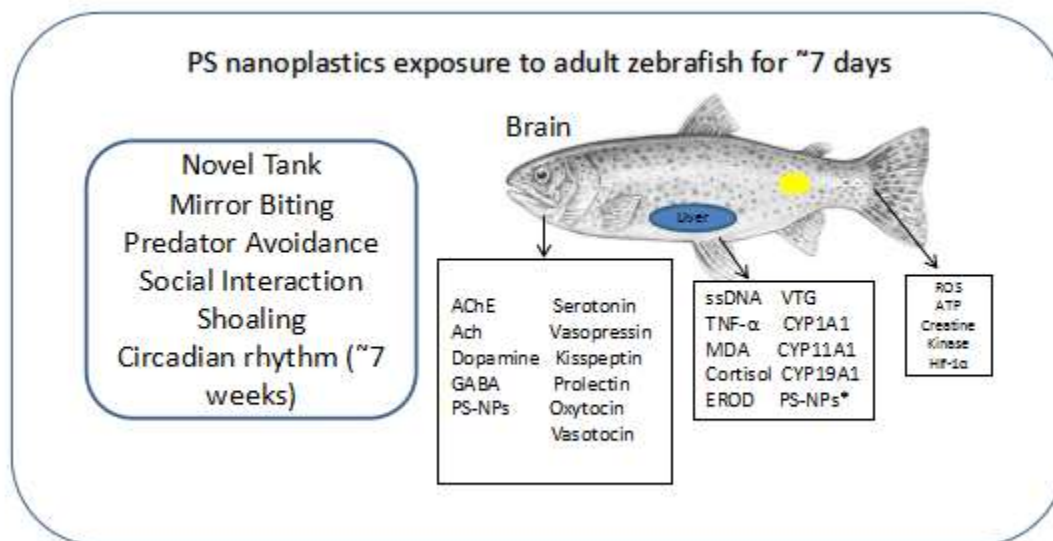 PS nanoplastics exposure to adult zebrafish for ~7 days
Novel Tank
Mirror Biting
Predator Avoidance
Social Interaction
Shoaling
Circadian rhythm (~7
weeks)
Brain
Liver
AChE Serotonin
Ach Vasopressin
Dopamine Kisspeptin
GABA Prolectin
PS-NPs Oxytocin
Vasotocin
ssDNA VTG
TNF-α CYP1A1
MDA CYP11A1
Cortisol CYP19A1
EROD PS-NPs*
ROS
ATP
Creatine
Kinase
Hif-1α